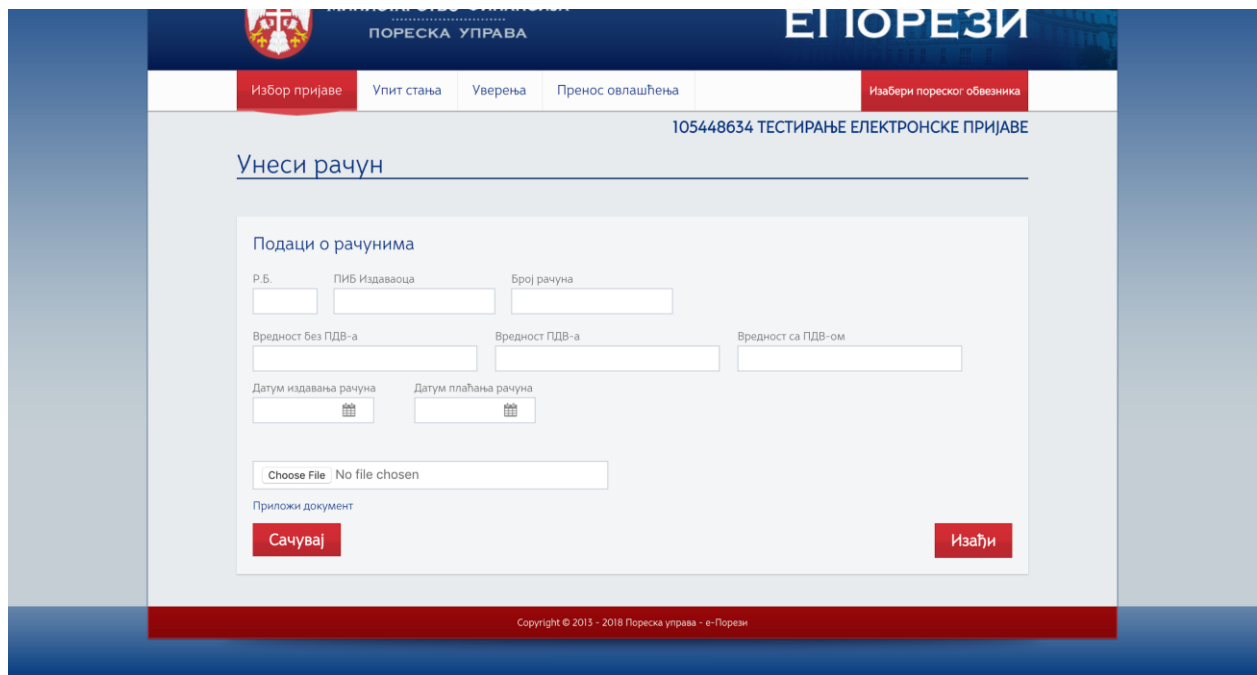 ПОРЕСКА УПРАВА
ЕПОРЕЗИ
Избор пријаве Упит стања Уверења Пренос овлашћења Изабери пореског обвезника
105448634 ТЕСТИРАЊЕ ЕЛЕКТРОНСКЕ ПРИЈАВЕ
Унеси рачун
Подаци о рачунима
Р.Б. ПИБ Издаваоца Број рачуна
Вредност без ПДВ-а Вредност ПДВ-а Вредност са ПДВ-ом
Датум издавања рачуна Датум плаћања рачуна
Choose File No file chosen
Приложи документ
Сачувај Изађи
Copyright © 2013 - 2018 Пореска управа - е-Порези